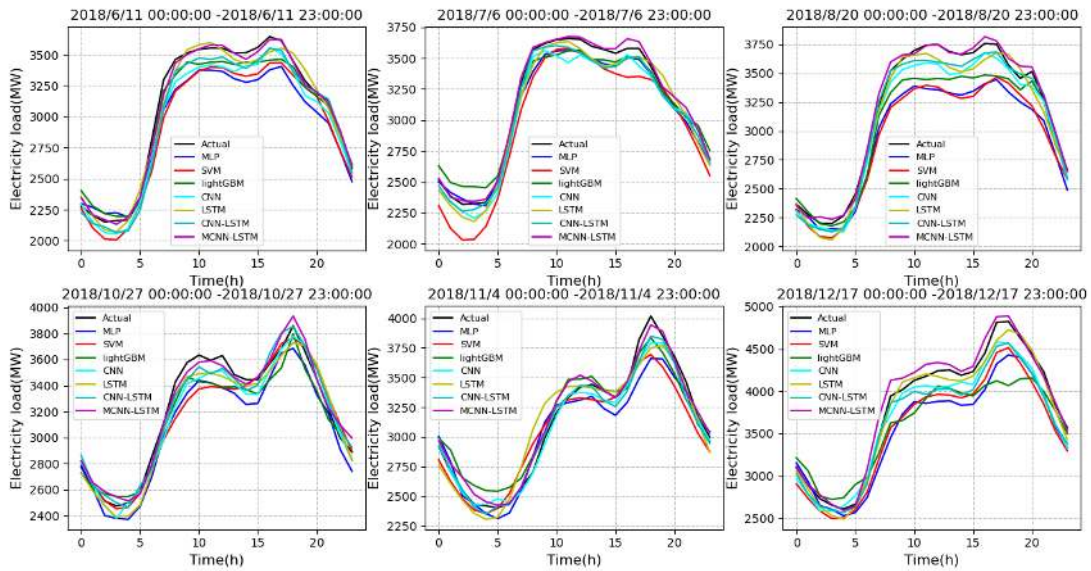 2018/6/11 00:00:00 -2018/6/11 23:00:00
Electricity load(MW)
3500
3250
3000
2750
2500
2250
2000
Actual
MLP
SVM
lightGBM
CNN
LSTM
CNN-LSTM
MCNN-LSTM
0 5 10 15 20
Time(h)
2018/7/6 00:00:00 -2018/7/6 23:00:00
Electricity load(MW)
3750
3500
3250
3000
2750
2500
2250
2000
Actual
MLP
SVM
lightGBM
CNN
LSTM
CNN-LSTM
MCNN-LSTM
0 5 10 15 20
Time(h)
2018/8/20 00:00:00 -2018/8/20 23:00:00
Electricity load(MW)
3750
3500
3250
3000
2750
2500
2250
2000
Actual
MLP
SVM
lightGBM
CNN
LSTM
CNN-LSTM
MCNN-LSTM
0 5 10 15 20
Time(h)
2018/10/27 00:00:00 -2018/10/27 23:00:00
Electricity load(MW)
4000
3800
3600
3400
3200
3000
2800
2600
2400
Actual
MLP
SVM
lightGBM
CNN
LSTM
CNN-LSTM
MCNN-LSTM
0 5 10 15 20
Time(h)
2018/11/4 00:00:00 -2018/11/4 23:00:00
Electricity load(MW)
4000
3750
3500
3250
3000
2750
2500
2250
Actual
MLP
SVM
lightGBM
CNN
LSTM
CNN-LSTM
MCNN-LSTM
0 5 10 15 20
Time(h)
2018/12/17 00:00:00 -2018/12/17 23:00:00
Electricity load(MW)
5000
4500
4000
3500
3000
2500
Actual
MLP
SVM
lightGBM
CNN
LSTM
CNN-LSTM
MCNN-LSTM
0 5 10 15 20
Time(h)